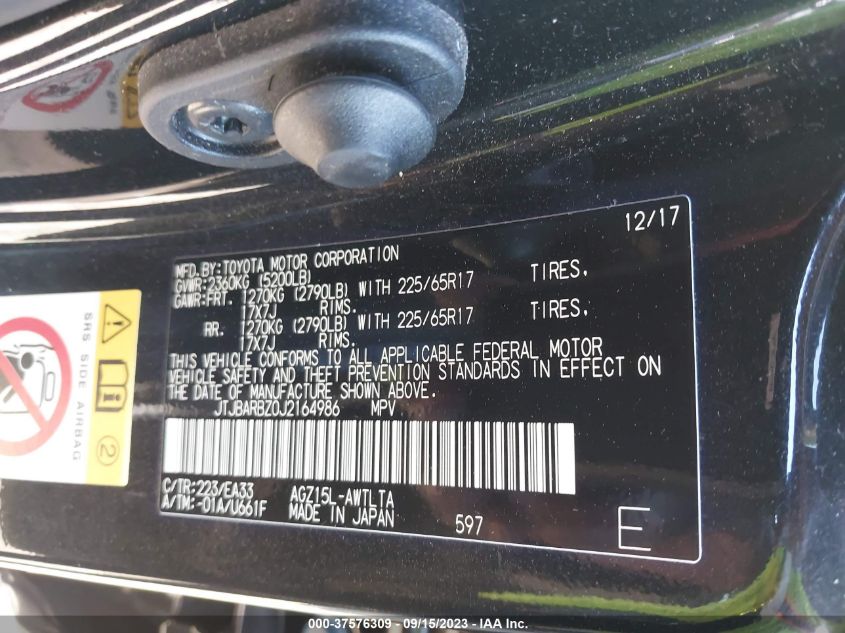 12/17
MFD.BY:TOYOTA MOTOR CORPORATION
GVWR:2360KG (5200LB)
GAWR:FRT. 1270KG (2790LB) WITH 225/65R17 TIRES,
17X7J RIMS.
RR. 1270KG (2790LB) WITH 225/65R17 TIRES,
17X7J RIMS.
THIS VEHICLE CONFORMS TO ALL APPLICABLE FEDERAL MOTOR
VEHICLE SAFETY AND THEFT PREVENTION STANDARDS IN EFFECT ON
THE DATE OF MANUFACTURE SHOWN ABOVE.
JTJBARBZ0J2164986 MPV
C/TR:223/EA33 AGZ15L-AWTLTA
A/TM:-01A/U661F MADE IN JAPAN 597 E
SRS SIDE AIRBAG
2
000-37576309 - 09/15/2023 - © IAA, Inc.